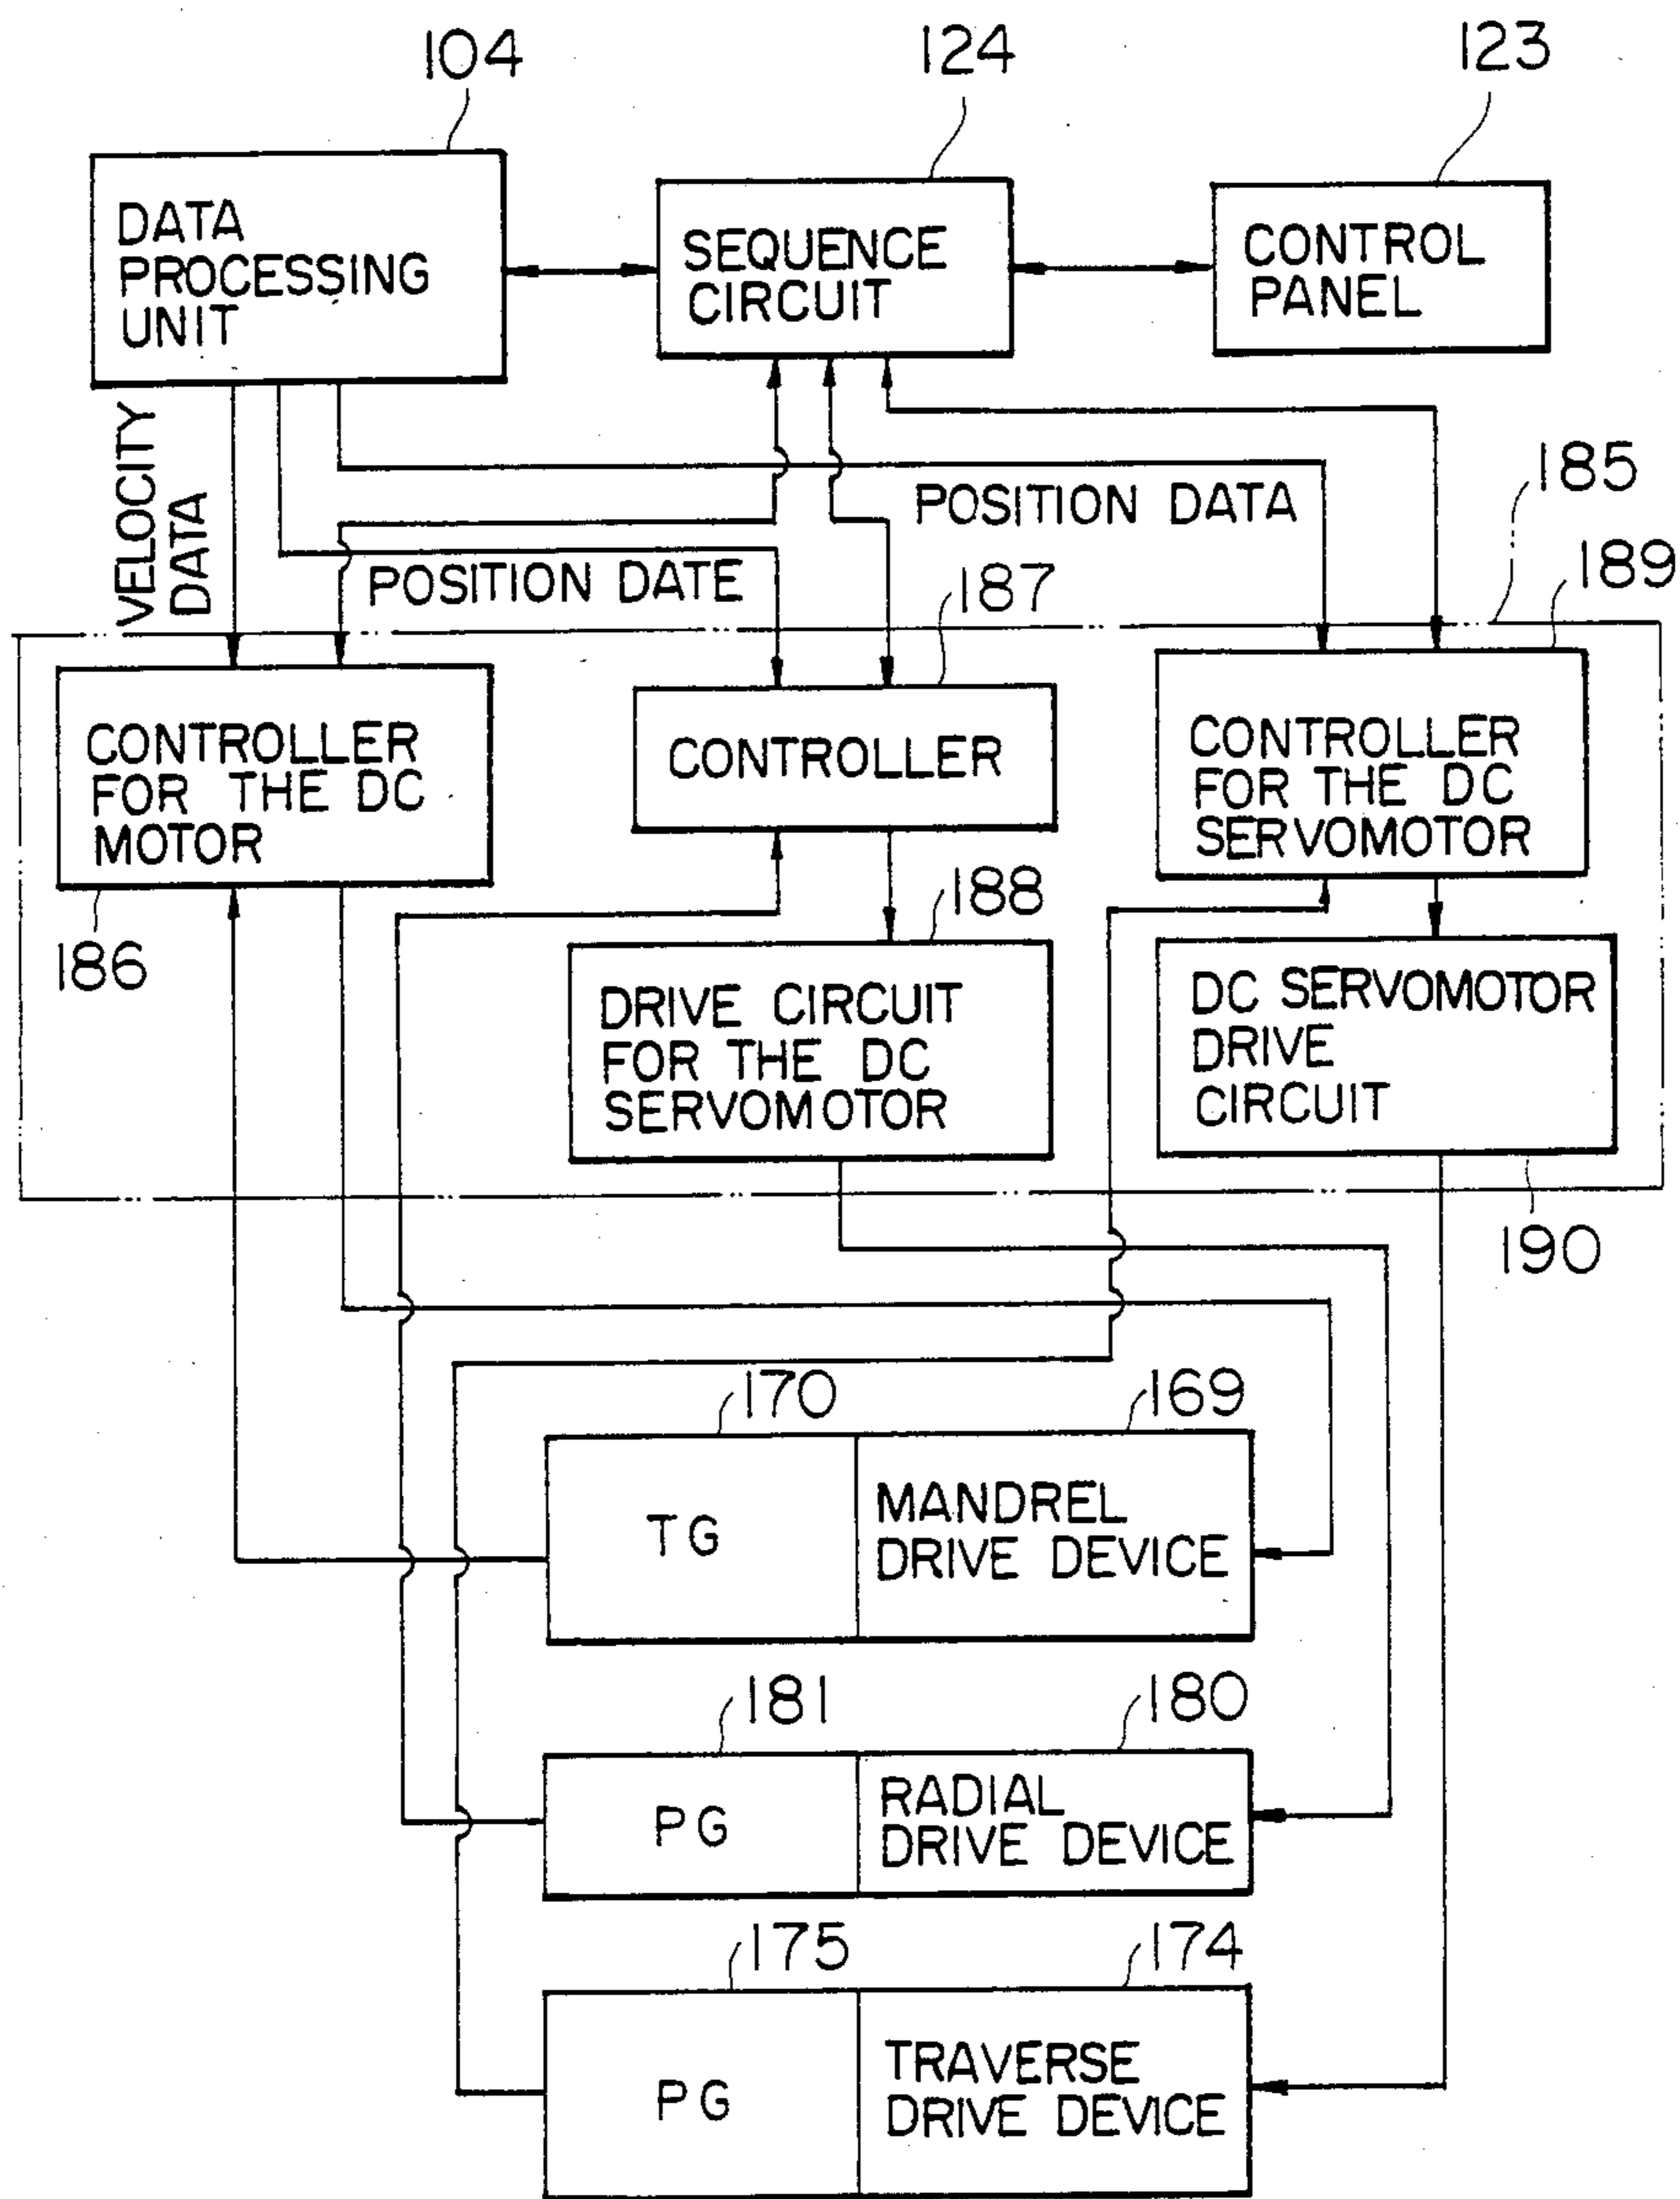 104
124
123
DATA
PROCESSING
UNIT
SEQUENCE
CIRCUIT
CONTROL
PANEL
VELOCITY
DATA
POSITION DATA
185
POSITION DATE
187
189
CONTROLLER
FOR THE DC
MOTOR
CONTROLLER
CONTROLLER
FOR THE DC
SERVOMOTOR
186
188
DRIVE CIRCUIT
FOR THE DC
SERVOMOTOR
DC SERVOMOTOR
DRIVE
CIRCUIT
190
170
169
TG
MANDREL
DRIVE DEVICE
181
180
PG
RADIAL
DRIVE DEVICE
175
174
PG
TRAVERSE
DRIVE DEVICE